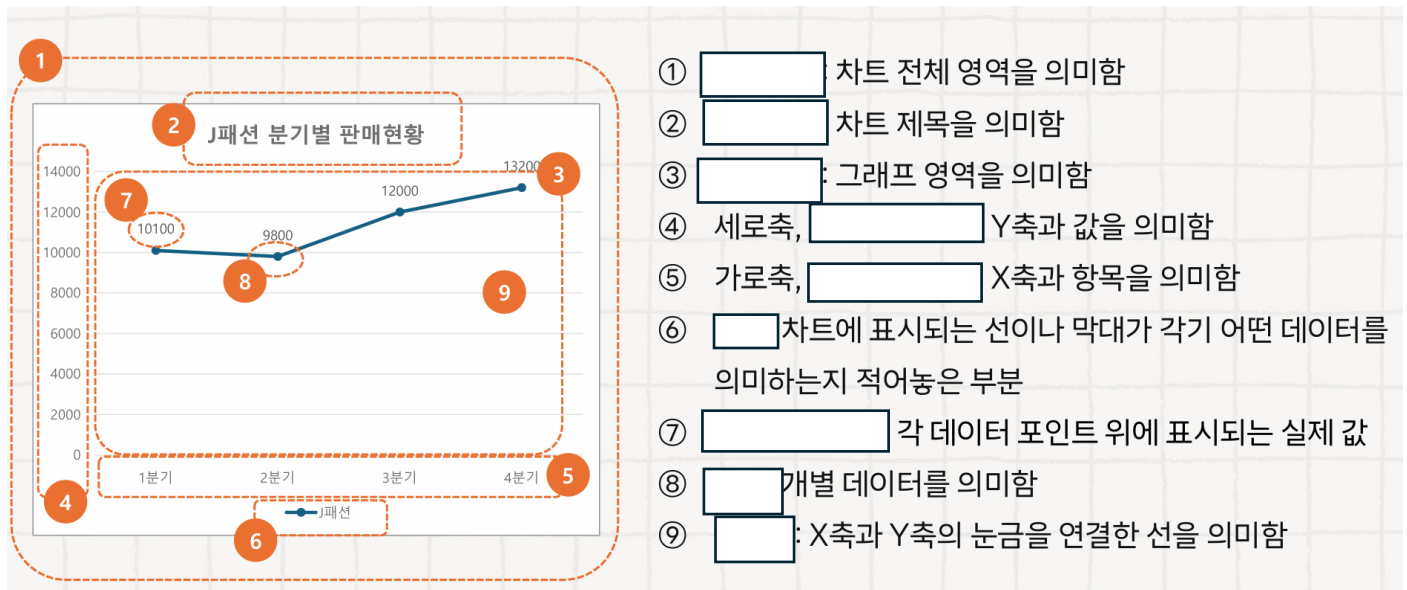 1
2
J패션 분기별 판매현황
14000
12000
10000
8000
6000
4000
2000
0
7
10100
8
9800
12000
13200
3
9
1분기
2분기
3분기
4분기
5
4
J패션
6
① : 차트 전체 영역을 의미함
② 차트 제목을 의미함
③ : 그래프 영역을 의미함
④ 세로축, Y축과 값을 의미함
⑤ 가로축, X축과 항목을 의미함
⑥ 차트에 표시되는 선이나 막대가 각기 어떤 데이터를
의미하는지 적어놓은 부분
⑦ 각 데이터 포인트 위에 표시되는 실제 값
⑧ 개별 데이터를 의미함
⑨ : X축과 Y축의 눈금을 연결한 선을 의미함